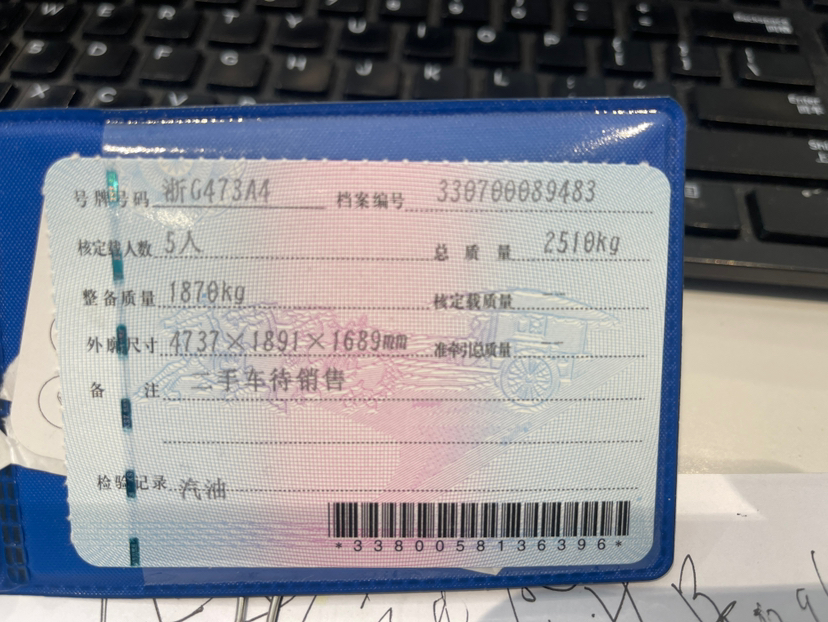 W E R T Y U I O P
S D F G H J K L
X C V
Enter
号牌号码 浙G473A4 档案编号 330700089483
核定载人数 5人 总质量 2510kg
整备质量 1870kg 核定载质量 —
外廓尺寸 4737×1891×1689mm 准牵引总质量 —
备注 二手车待销售
检验记录 汽油
*3380058136396*